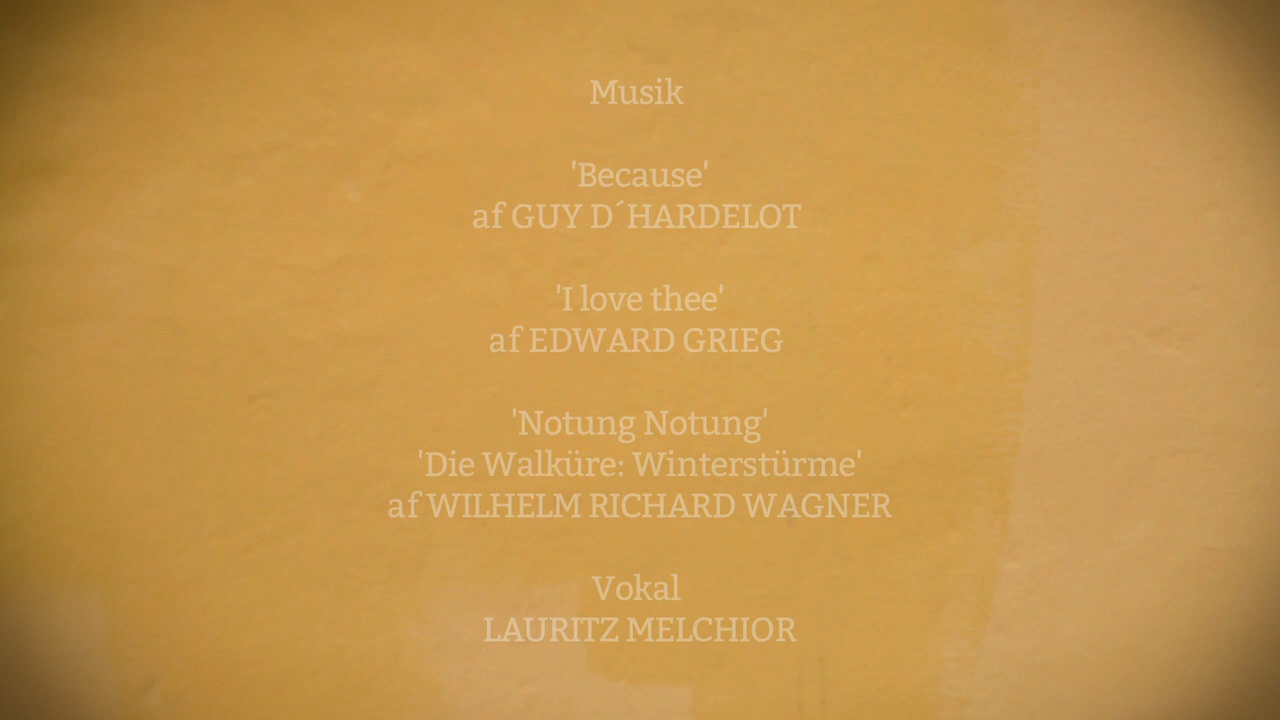 Musik
'Because'
af GUY D´HARDELOT
'I love thee'
af EDWARD GRIEG
'Notung Notung'
'Die Walküre: Winterstürme'
af WILHELM RICHARD WAGNER
Vokal
LAURITZ MELCHIOR